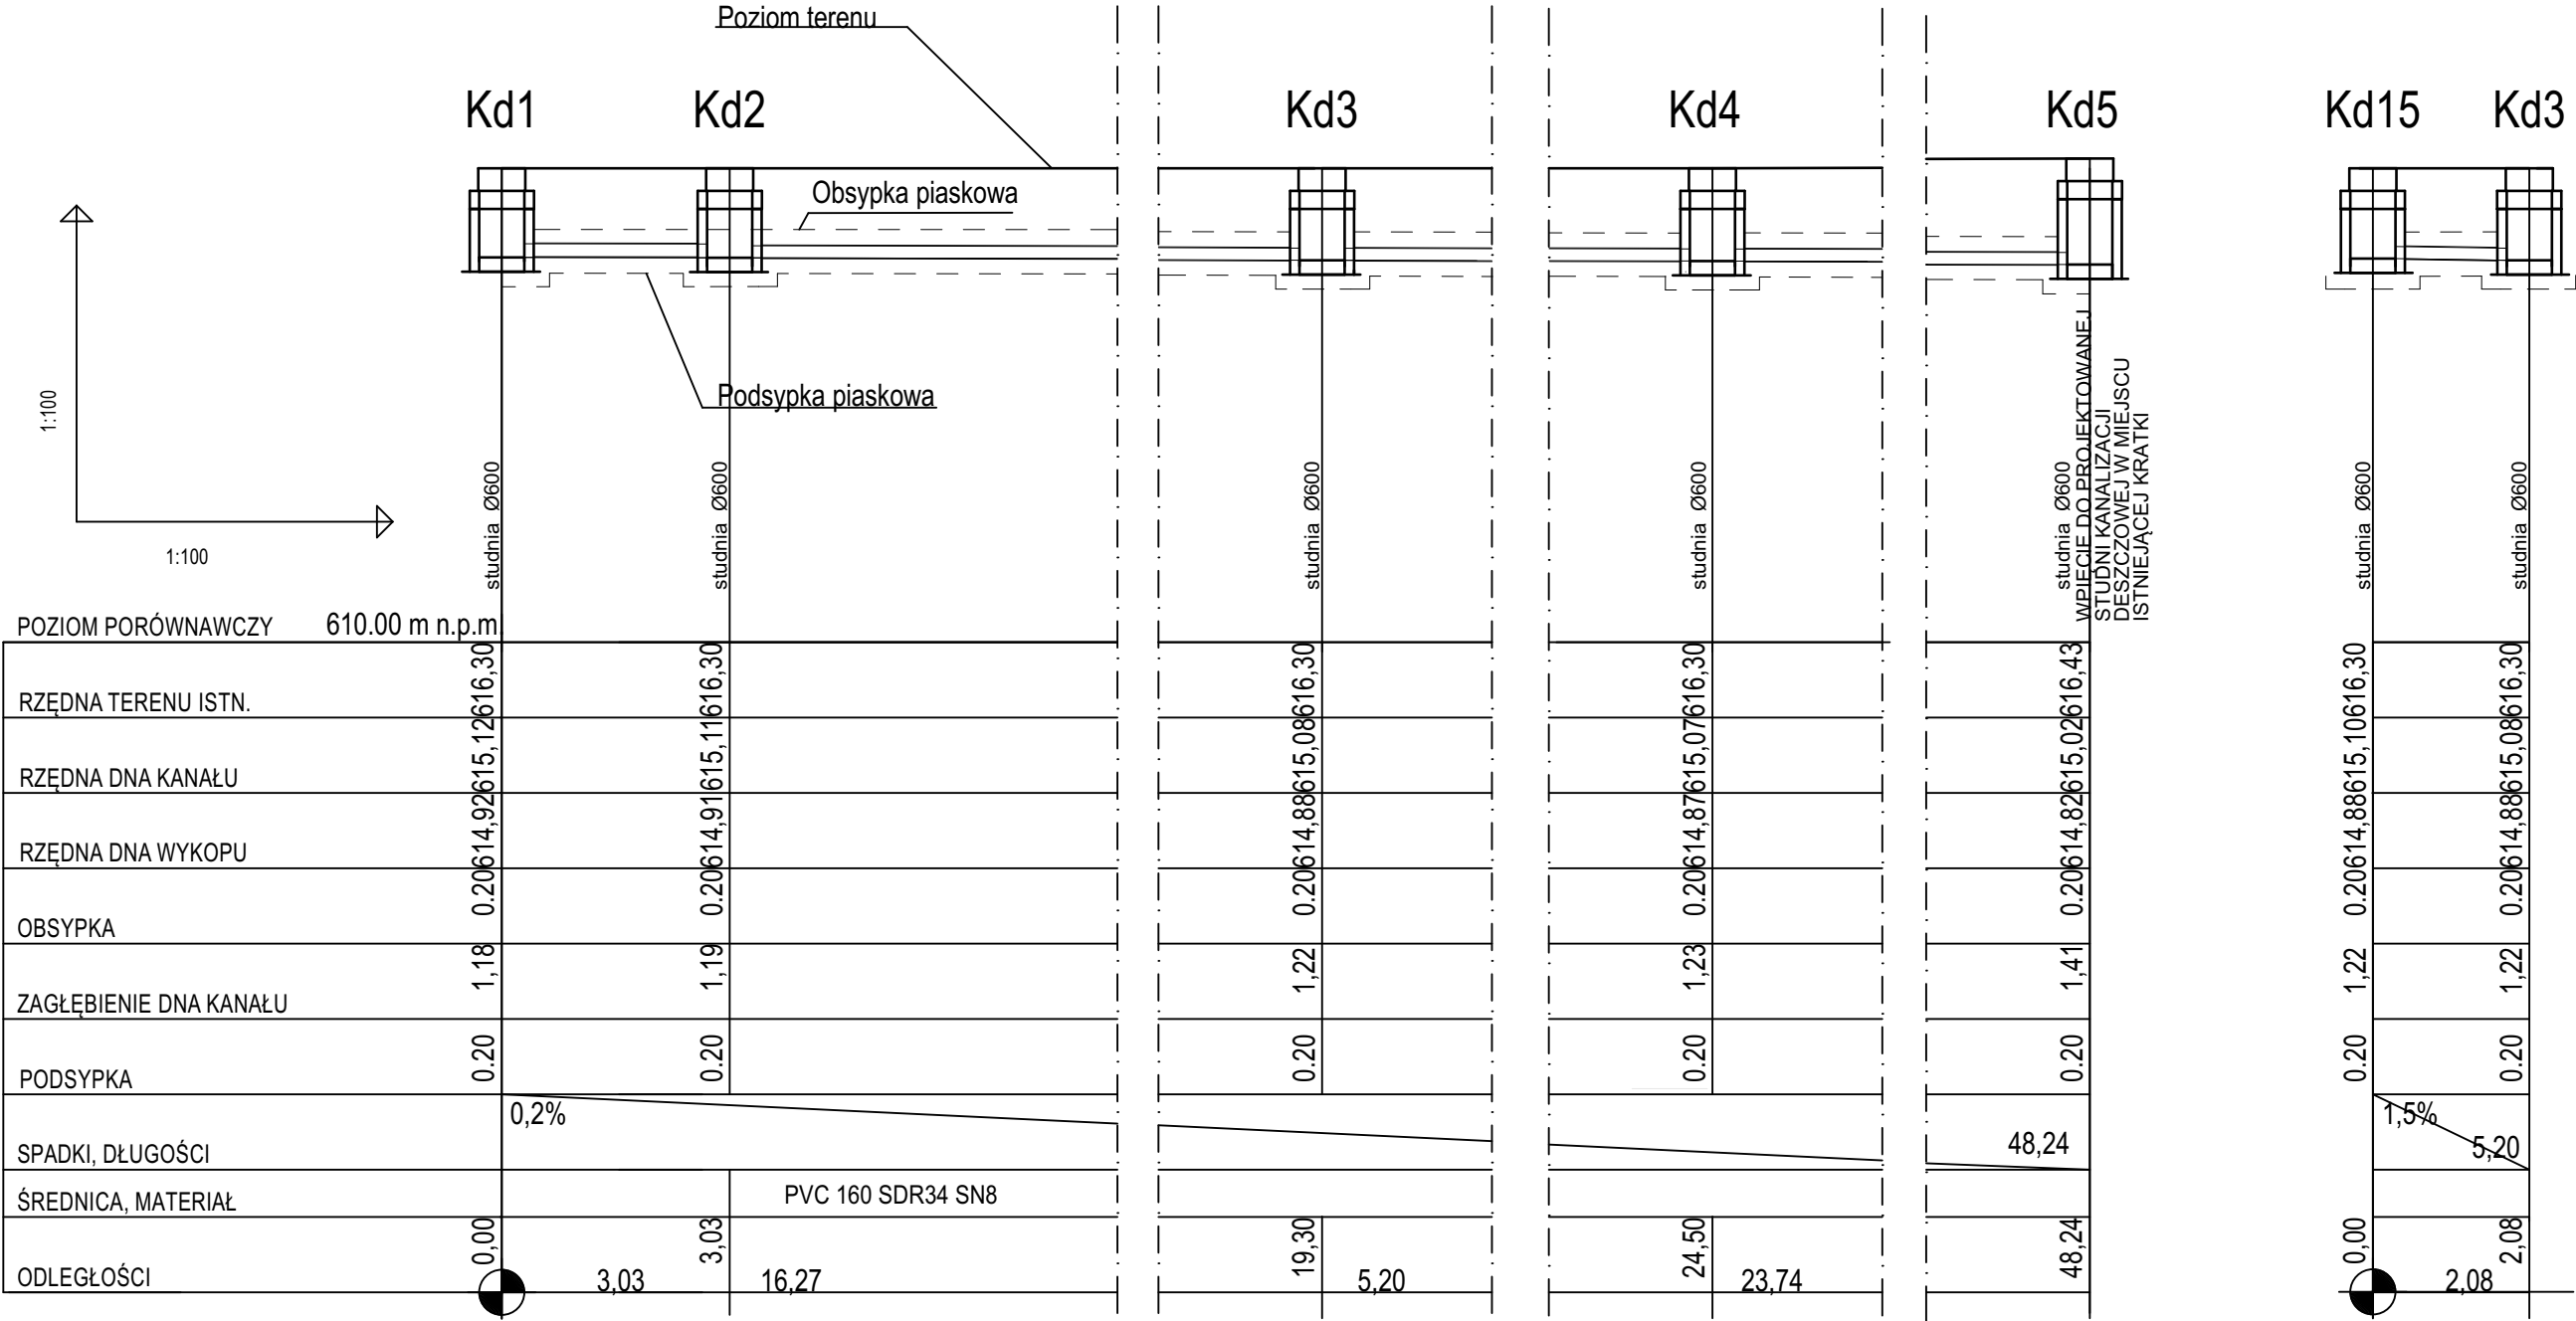 Poziom terenu
Kd1 Kd2 Kd3 Kd4 Kd5 Kd15 Kd3
Obsypka piaskowa
Podsypka piaskowa
1:100
1:100
studnia Ø600
studnia Ø600
studnia Ø600
studnia Ø600
studnia Ø600
WPIĘCIE DO PROJEKTOWANEJ
STUDNI KANALIZACJI
DESZCZOWEJ W MIEJSCU
ISTNIEJĄCEJ KRATKI
studnia Ø600
studnia Ø600
POZIOM PORÓWNAWCZY 610.00 m n.p.m
RZĘDNA TERENU ISTN. 616,30 616,30 616,30 616,30 616,43 616,30 616,30
RZĘDNA DNA KANAŁU 615,12 615,11 615,08 615,07 615,02 615,10 615,08
RZĘDNA DNA WYKOPU 614,92 614,91 614,88 614,87 614,82 614,88 614,88
OBSYPKA 0.20 0.20 0.20 0.20 0.20 0.20 0.20
ZAGŁĘBIENIE DNA KANAŁU 1,18 1,19 1,22 1,23 1,41 1,22 1,22
PODSYPKA 0.20 0.20 0.20 0.20 0.20 0.20 0.20
SPADKI, DŁUGOŚCI 0,2% 48,24 1,5% 5,20
ŚREDNICA, MATERIAŁ PVC 160 SDR34 SN8
0,00 3,03 19,30 24,50 48,24 0,00 2,08
ODLEGŁOŚCI 3,03 16,27 5,20 23,74 2,08